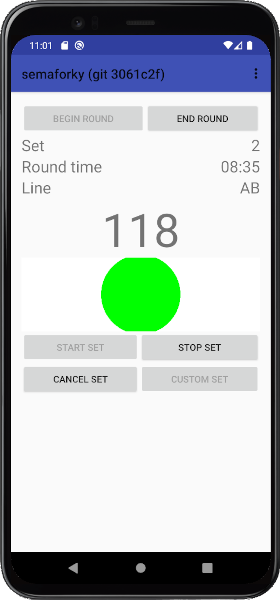 11:01
semaforky (git 3061c2f)
BEGIN ROUND END ROUND
Set 2
Round time 08:35
Line AB
118
START SET STOP SET
CANCEL SET CUSTOM SET